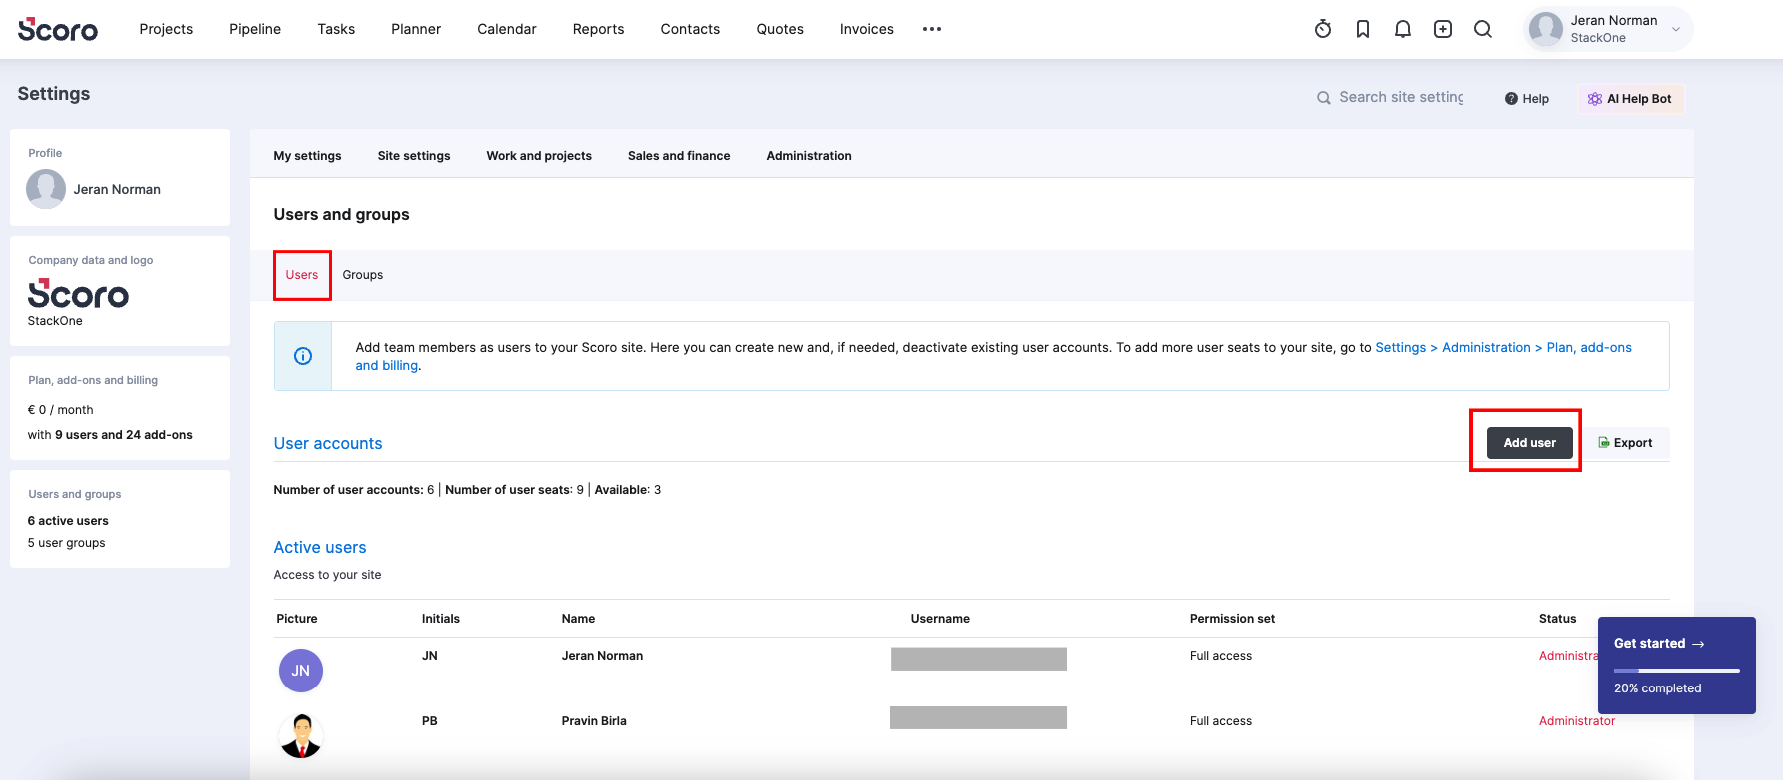 Scoro
Projects Pipeline Tasks Planner Calendar Reports Contacts Quotes Invoices
Jeran Norman
StackOne
Settings
Search site setting
Help
AI Help Bot
Profile
Jeran Norman
Company data and logo
Scoro
StackOne
Plan, add-ons and billing
€ 0 / month
with 9 users and 24 add-ons
Users and groups
6 active users
5 user groups
My settings Site settings Work and projects Sales and finance Administration
Users and groups
Users Groups
Add team members as users to your Scoro site. Here you can create new and, if needed, deactivate existing user accounts. To add more user seats to your site, go to Settings > Administration > Plan, add-ons
and billing.
User accounts
Add user
Export
Number of user accounts: 6 | Number of user seats: 9 | Available: 3
Active users
Access to your site
Picture Initials Name Username Permission set Status
JN JN Jeran Norman Full access Administra
PB Pravin Birla Full access Administrator
Get started →
20% completed